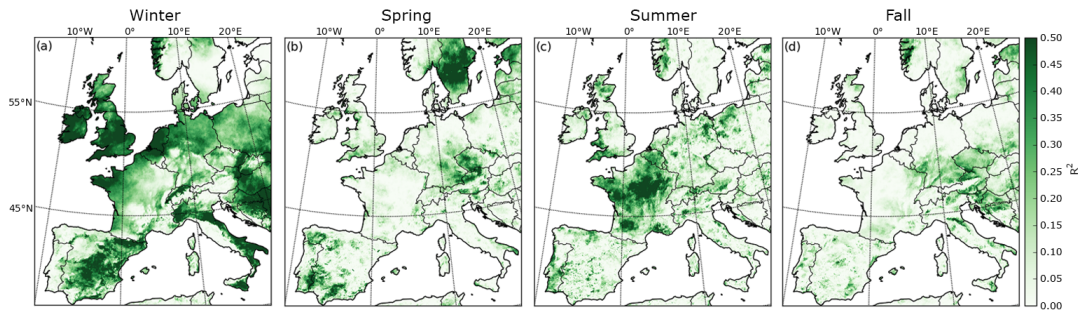 Winter Spring Summer Fall
10°W 0° 10°E 20°E 10°W 0° 10°E 20°E 10°W 0° 10°E 20°E 10°W 0° 10°E 20°E
(a) (b) (c) (d)
55°N
45°N
0.50
0.45
0.40
0.35
0.30
0.25
0.20
0.15
0.10
0.05
0.00
R²